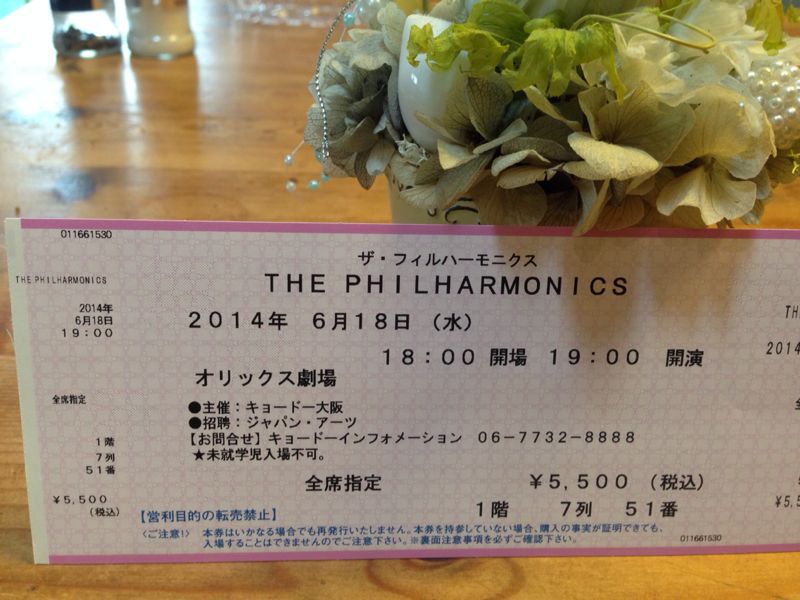 011661530
THE PHILHARMONICS
2014年
6月18日
19:00
全席指定
1階
7列
51番
¥5,500
(税込)
ザ・フィルハーモニクス
THE PHILHARMONICS
2014年 6月18日 (水)
18:00 開場 19:00 開演
オリックス劇場
●主催:キョードー大阪
●招聘:ジャパン・アーツ
【お問合せ】キョードーインフォメーション 06-7732-8888
★未就学児入場不可。
全席指定 ¥5,500 (税込)
1階 7列 51番
【営利目的の転売禁止】
〈ご注意!〉 本券はいかなる場合でも再発行いたしません。本券を持参していない場合、購入の事実が証明できても、
入場することはできませんのでご注意下さい。※裏面注意事項を必ずご確認下さい。
011661530
TH
2014
¥5,5